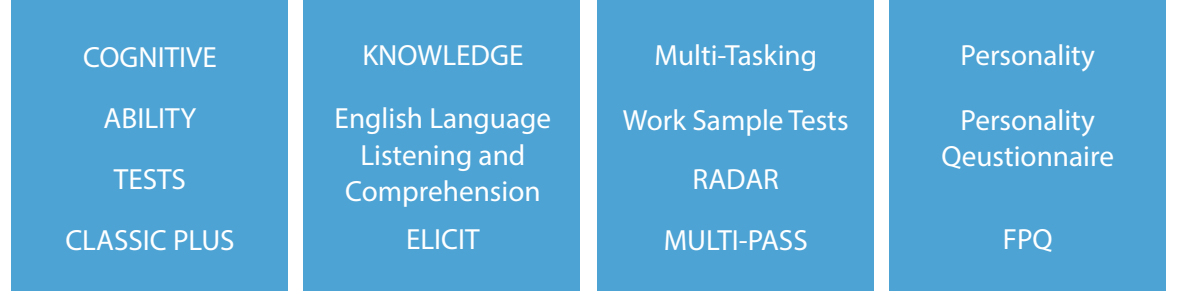 COGNITIVE
ABILITY
TESTS
CLASSIC PLUS
KNOWLEDGE
English Language
Listening and
Comprehension
ELICIT
Multi-Tasking
Work Sample Tests
RADAR
MULTI-PASS
Personality
Personality
Qeustionnaire
FPQ